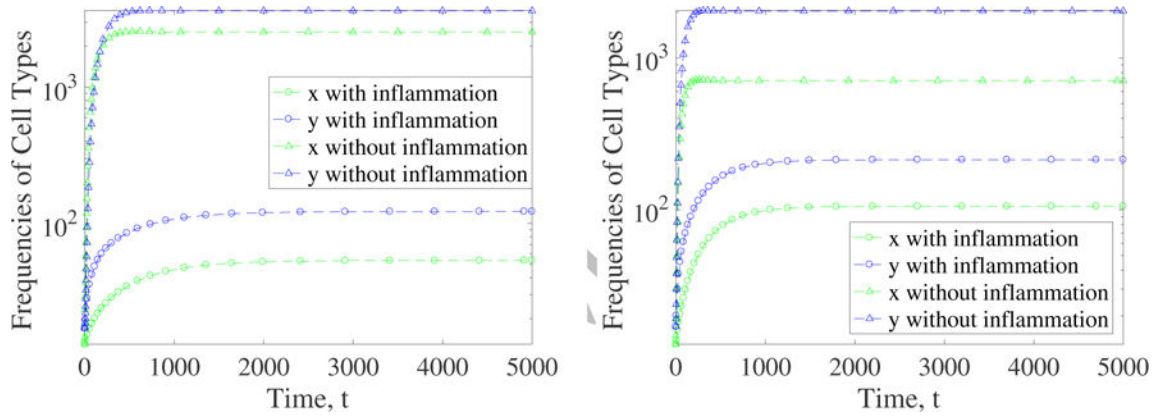 Frequencies of Cell Types
10^3
10^2
x with inflammation
y with inflammation
x without inflammation
y without inflammation
0 1000 2000 3000 4000 5000
Time, t
Frequencies of Cell Types
10^3
10^2
x with inflammation
y with inflammation
x without inflammation
y without inflammation
0 1000 2000 3000 4000 5000
Time, t